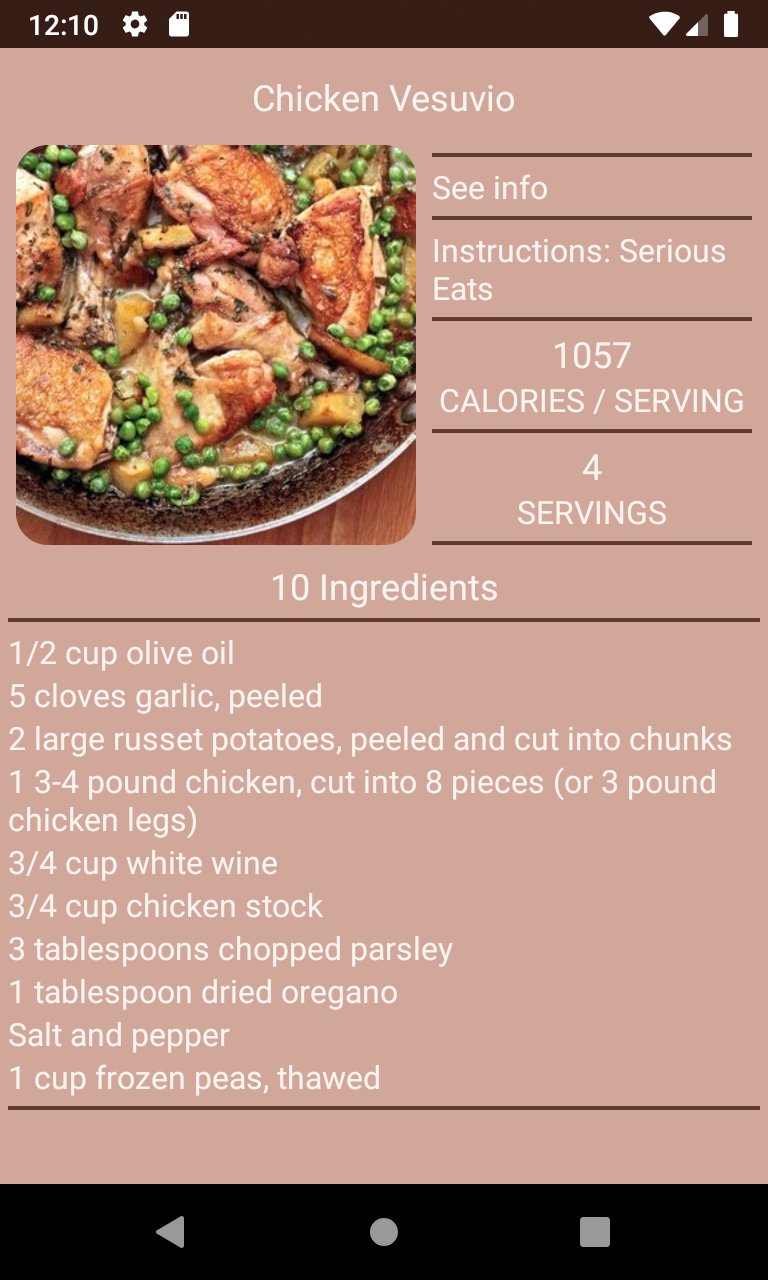 12:10
Chicken Vesuvio
See info
Instructions: Serious
Eats
1057
CALORIES / SERVING
4
SERVINGS
10 Ingredients
1/2 cup olive oil
5 cloves garlic, peeled
2 large russet potatoes, peeled and cut into chunks
1 3-4 pound chicken, cut into 8 pieces (or 3 pound
chicken legs)
3/4 cup white wine
3/4 cup chicken stock
3 tablespoons chopped parsley
1 tablespoon dried oregano
Salt and pepper
1 cup frozen peas, thawed